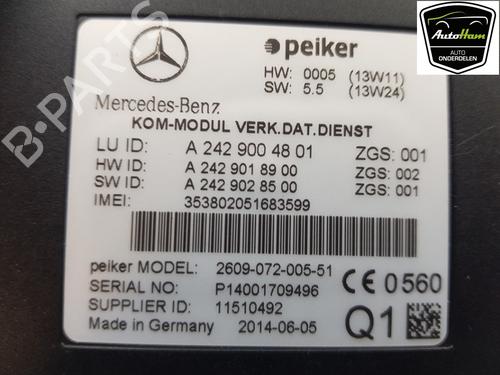 AutoHam
AUTO
ONDERDELEN
peiker
HW: 0005 (13W11)
SW: 5.5 (13W24)
Mercedes-Benz
KOM-MODUL VERK.DAT.DIENST
LU ID: A 242 900 48 01 ZGS: 001
HW ID: A 242 901 89 00 ZGS: 002
SW ID: A 242 902 85 00 ZGS: 001
IMEI: 353802051683599
peiker MODEL: 2609-072-005-51
SERIAL NO: P14001709496
CE 0560
SUPPLIER ID: 11510492
Made in Germany 2014-06-05
Q1
B-PARTS